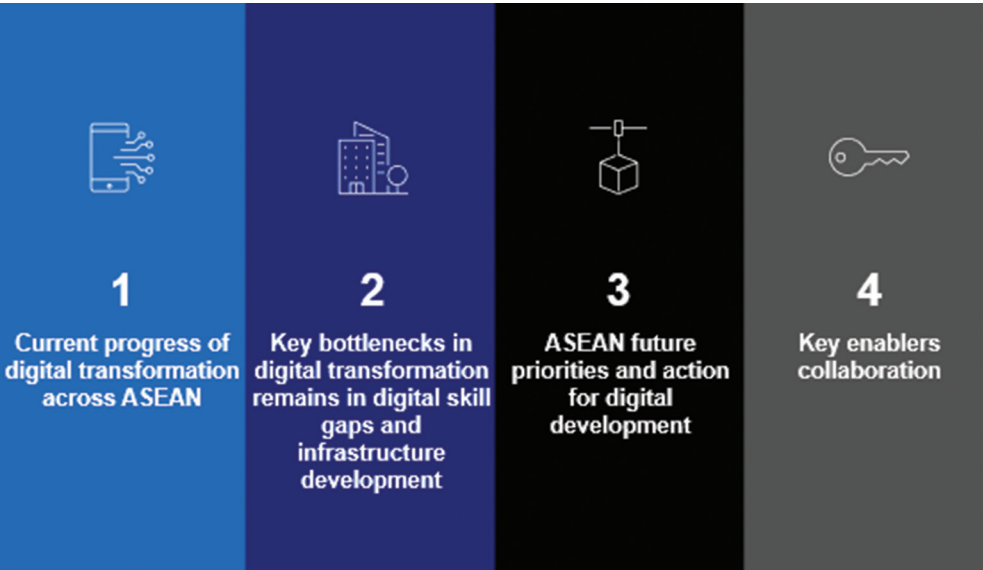 1
Current progress of
digital transformation
across ASEAN
2
Key bottlenecks in
digital transformation
remains in digital skill
gaps and
infrastructure
development
3
ASEAN future
priorities and action
for digital
development
4
Key enablers
collaboration